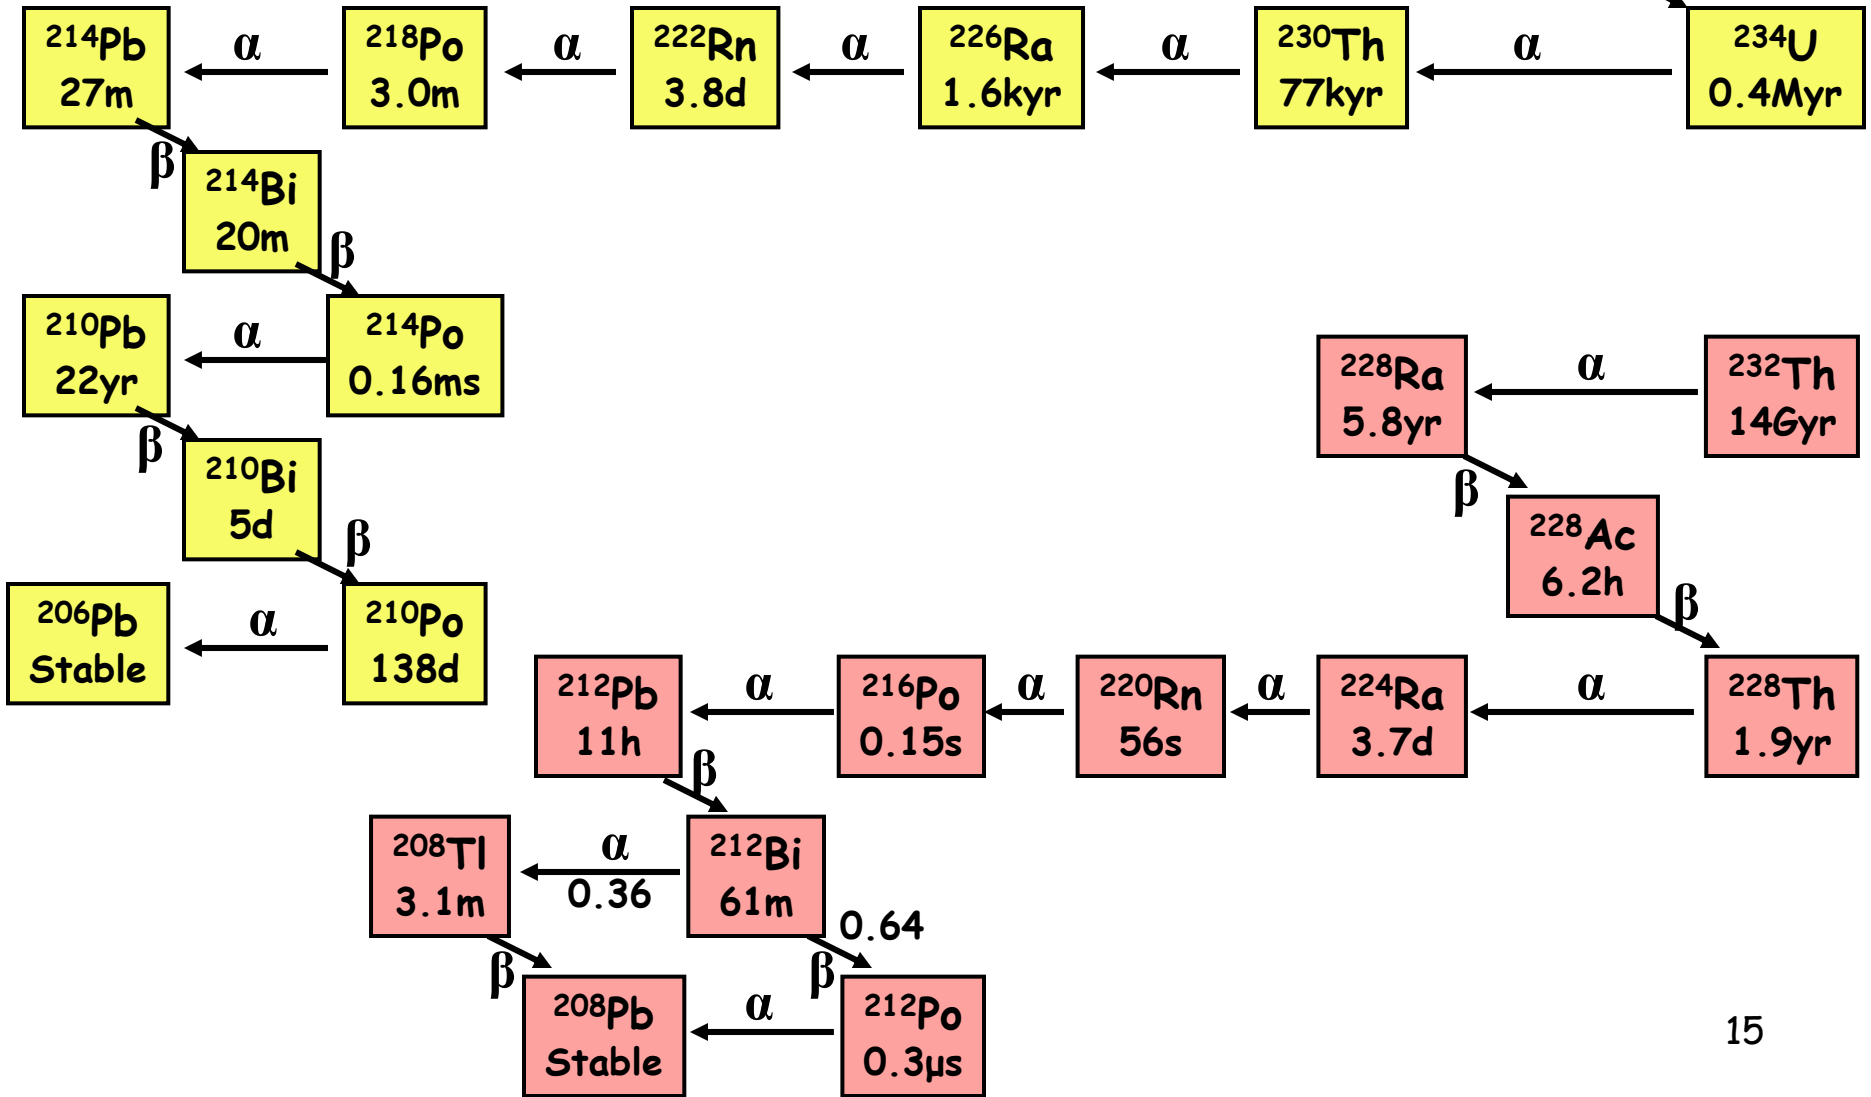 ²¹⁴Pb
27m
α
²¹⁸Po
3.0m
α
²²²Rn
3.8d
α
²²⁶Ra
1.6kyr
α
²³⁰Th
77kyr
α
²³⁴U
0.4Myr
β
²¹⁴Bi
20m
β
²¹⁰Pb
22yr
α
²¹⁴Po
0.16ms
²²⁸Ra
5.8yr
α
²³²Th
14Gyr
β
²¹⁰Bi
5d
β
β
²²⁸Ac
6.2h
β
²⁰⁶Pb
Stable
α
²¹⁰Po
138d
²¹²Pb
11h
α
²¹⁶Po
0.15s
α
²²⁰Rn
56s
α
²²⁴Ra
3.7d
α
²²⁸Th
1.9yr
β
²⁰⁸Tl
3.1m
α
0.36
²¹²Bi
61m
0.64
β
β
²⁰⁸Pb
Stable
α
²¹²Po
0.3μs
15